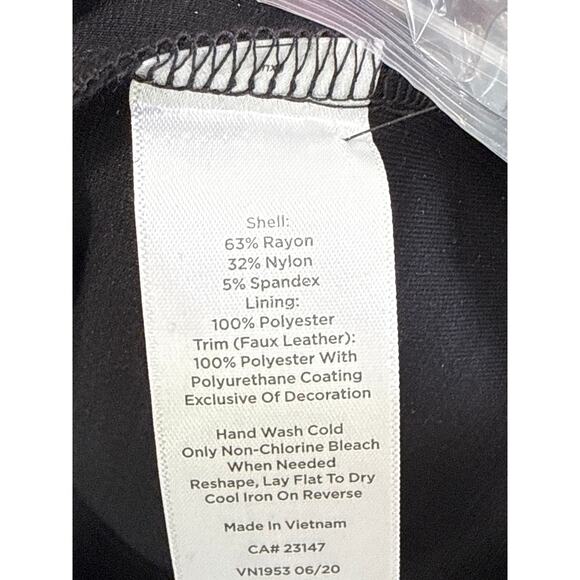 Shell:
63% Rayon
32% Nylon
5% Spandex
Lining:
100% Polyester
Trim (Faux Leather):
100% Polyester With
Polyurethane Coating
Exclusive Of Decoration
Hand Wash Cold
Only Non-Chlorine Bleach
When Needed
Reshape, Lay Flat To Dry
Cool Iron On Reverse
Made In Vietnam
CA# 23147
VN1953 06/20